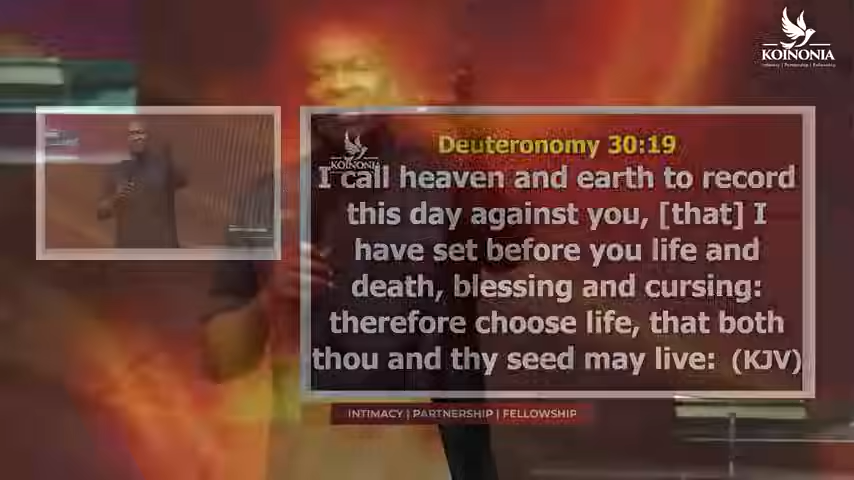 KOINONIA
Intimacy | Partnership | Fellowship
KOINONIA
Deuteronomy 30:19
I call heaven and earth to record
this day against you, [that] I
have set before you life and
death, blessing and cursing:
therefore choose life, that both
thou and thy seed may live: (KJV)
INTIMACY | PARTNERSHIP | FELLOWSHIP